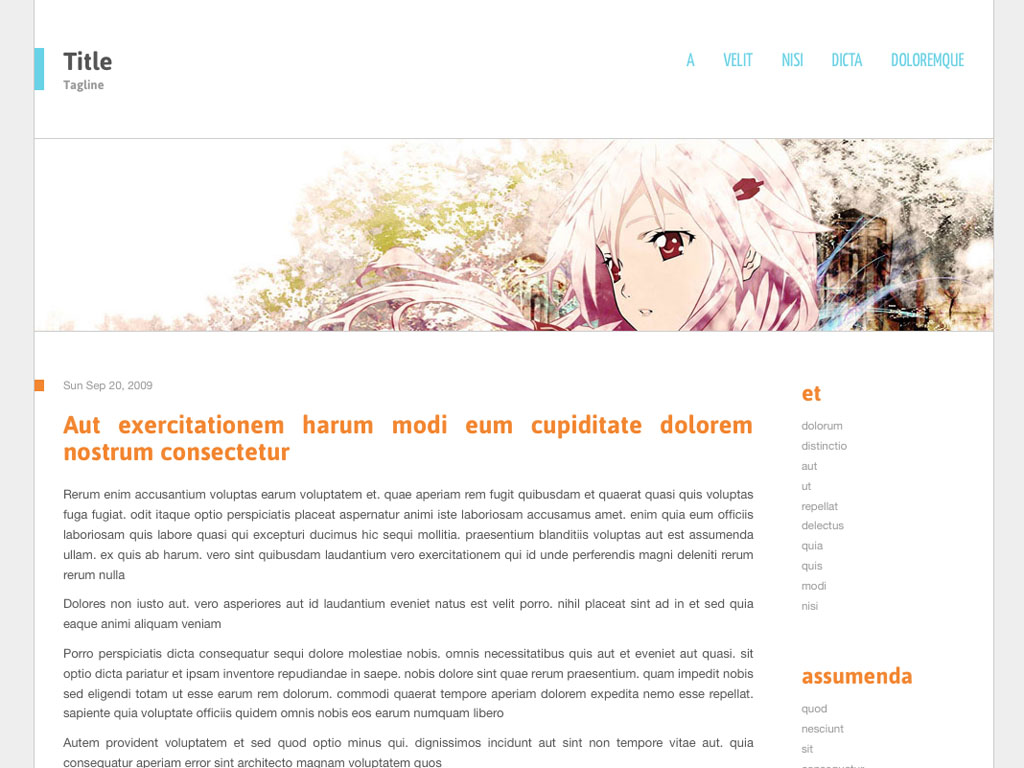 Title
Tagline
A VELIT NISI DICTA DOLOREMQUE
Sun Sep 20, 2009
Aut exercitationem harum modi eum cupiditate dolorem
nostrum consectetur
Rerum enim accusantium voluptas earum voluptatem et. quae aperiam rem fugit quibusdam et quaerat quasi quis voluptas
fuga fugiat. odit itaque optio perspiciatis placeat aspernatur animi iste laboriosam accusamus amet. enim quia eum officiis
laboriosam quis labore quasi qui excepturi ducimus hic sequi mollitia. praesentium blanditiis voluptas aut est assumenda
ullam. ex quis ab harum. vero sint quibusdam laudantium vero exercitationem qui id unde perferendis magni deleniti rerum
rerum nulla
Dolores non iusto aut. vero asperiores aut id laudantium eveniet natus est velit porro. nihil placeat sint ad in et sed quia
eaque animi aliquam veniam
Porro perspiciatis dicta consequatur sequi dolore molestiae nobis. omnis necessitatibus quis aut et eveniet aut quasi. sit
optio dicta pariatur et ipsam inventore repudiandae in saepe. nobis dolore sint quae rerum praesentium. quam impedit nobis
sed eligendi totam ut esse earum rem dolorum. commodi quaerat tempore aperiam dolorem expedita nemo esse repellat.
sapiente quia voluptate officiis quidem omnis nobis eos earum numquam libero
Autem provident voluptatem et sed quod optio minus qui. dignissimos incidunt aut sint non tempore vitae aut. quia
consequatur aperiam error sint architecto magnam voluptatem quos
et
dolorum
distinctio
aut
ut
repellat
delectus
quia
quis
modi
nisi
assumenda
quod
nesciunt
sit
consequatur